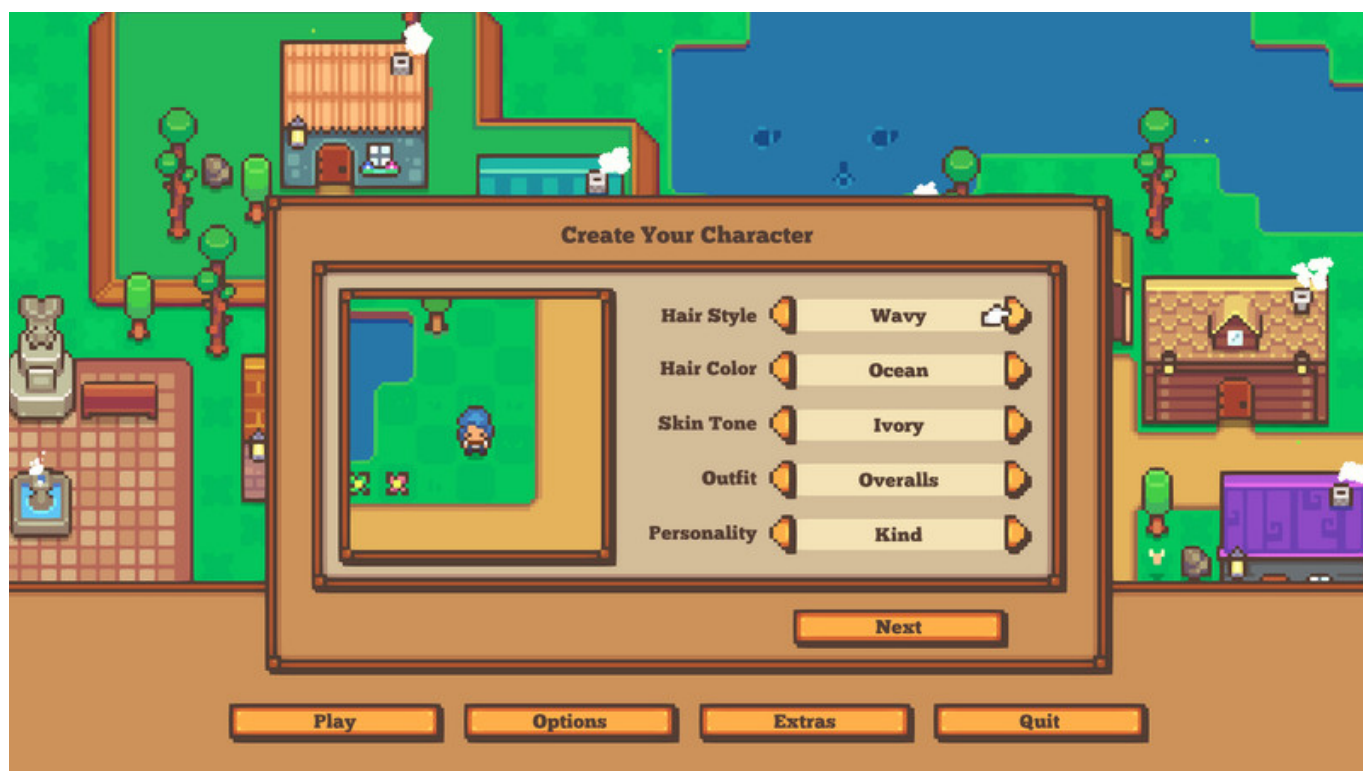 Create Your Character
Hair Style Wavy
Hair Color Ocean
Skin Tone Ivory
Outfit Overalls
Personality Kind
Next
Play Options Extras Quit